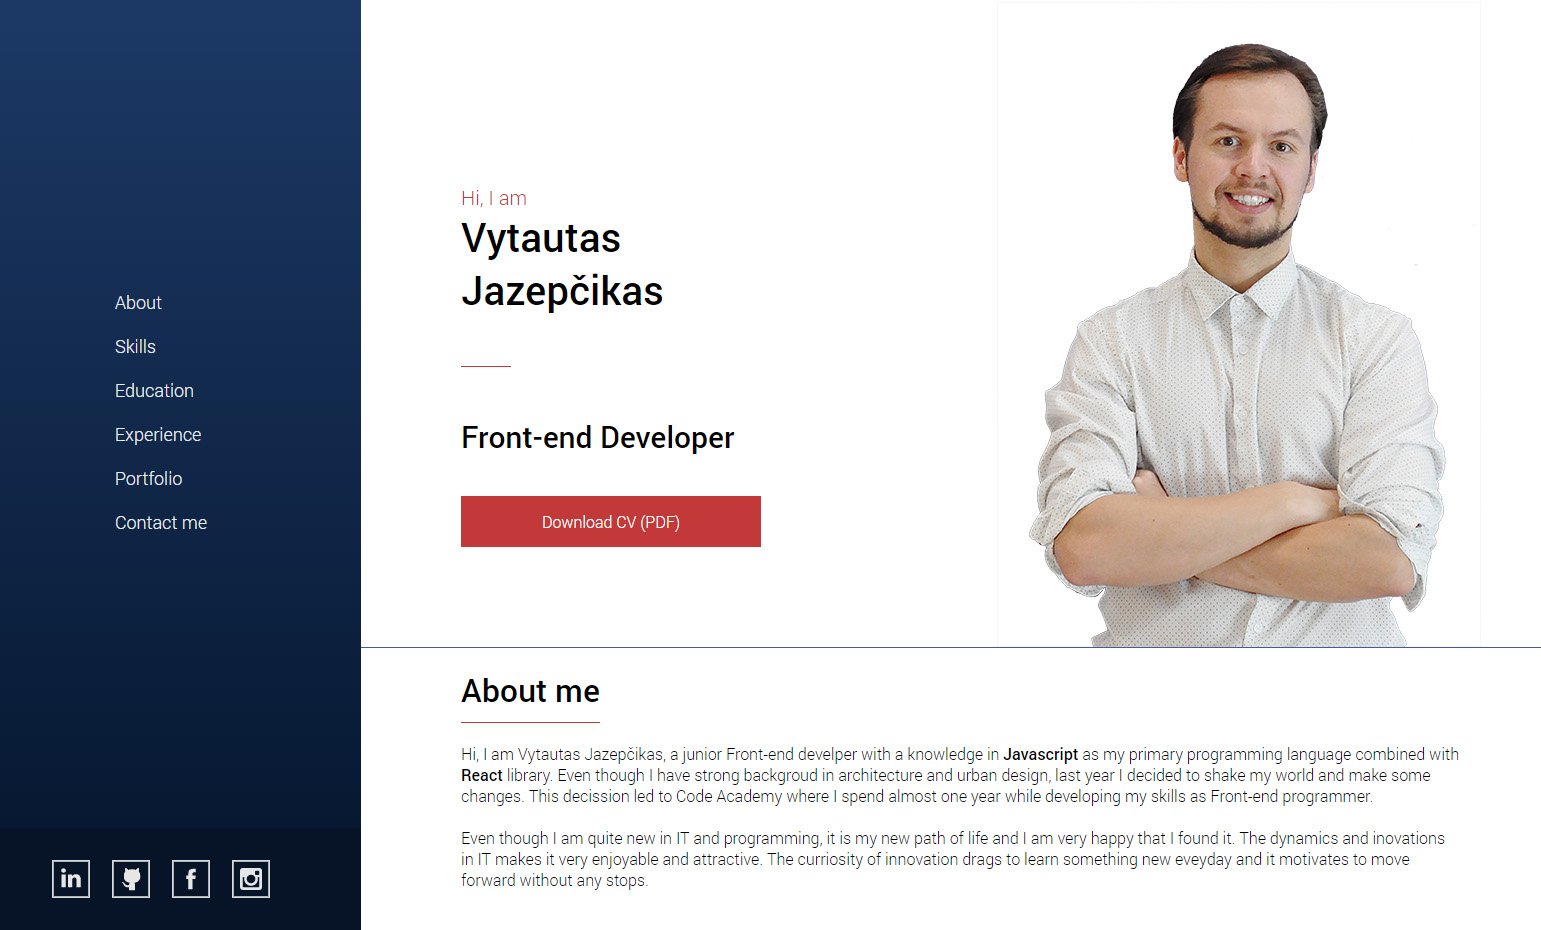 About
Skills
Education
Experience
Portfolio
Contact me
Hi, I am
Vytautas
Jazepčikas
Front-end Developer
Download CV (PDF)
About me
Hi, I am Vytautas Jazepčikas, a junior Front-end develper with a knowledge in Javascript as my primary programming language combined with
React library. Even though I have strong backgroud in architecture and urban design, last year I decided to shake my world and make some
changes. This decission led to Code Academy where I spend almost one year while developing my skills as Front-end programmer.
Even though I am quite new in IT and programming, it is my new path of life and I am very happy that I found it. The dynamics and inovations
in IT makes it very enjoyable and attractive. The curriosity of innovation drags to learn something new eveyday and it motivates to move
forward without any stops.